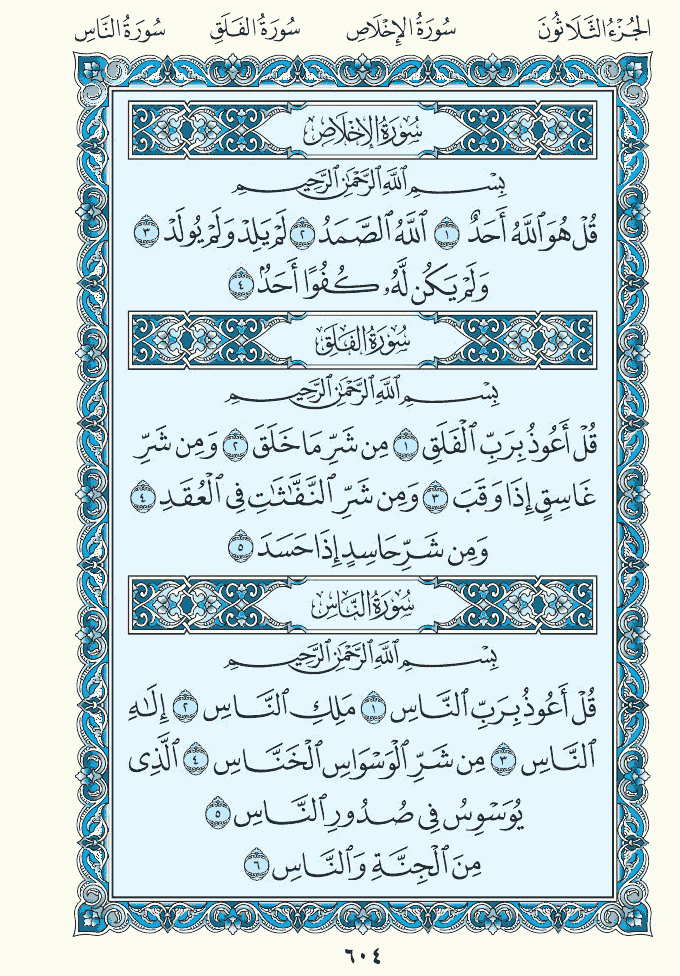 الجُزْءُ الثَّلَاثُونَ سُورَةُ الإِخْلَاصِ سُورَةُ الفَلَقِ سُورَةُ النَّاسِ
سُورَةُ الإِخْلَاصِ
بِسْمِ ٱللَّهِ ٱلرَّحْمَٰنِ ٱلرَّحِيمِ
قُلْ هُوَ ٱللَّهُ أَحَدٌ ١ ٱللَّهُ ٱلصَّمَدُ ٢ لَمْ يَلِدْ وَلَمْ يُولَدْ ٣
وَلَمْ يَكُن لَّهُۥ كُفُوًا أَحَدٌۢ ٤
سُورَةُ الفَلَقِ
بِسْمِ ٱللَّهِ ٱلرَّحْمَٰنِ ٱلرَّحِيمِ
قُلْ أَعُوذُ بِرَبِّ ٱلْفَلَقِ ١ مِن شَرِّ مَا خَلَقَ ٢ وَمِن شَرِّ
غَاسِقٍ إِذَا وَقَبَ ٣ وَمِن شَرِّ ٱلنَّفَّٰثَٰتِ فِى ٱلْعُقَدِ ٤
وَمِن شَرِّ حَاسِدٍ إِذَا حَسَدَ ٥
سُورَةُ النَّاسِ
بِسْمِ ٱللَّهِ ٱلرَّحْمَٰنِ ٱلرَّحِيمِ
قُلْ أَعُوذُ بِرَبِّ ٱلنَّاسِ ١ مَلِكِ ٱلنَّاسِ ٢ إِلَٰهِ
ٱلنَّاسِ ٣ مِن شَرِّ ٱلْوَسْوَاسِ ٱلْخَنَّاسِ ٤ ٱلَّذِى
يُوَسْوِسُ فِى صُدُورِ ٱلنَّاسِ ٥
مِنَ ٱلْجِنَّةِ وَٱلنَّاسِ ٦
٦٠٤